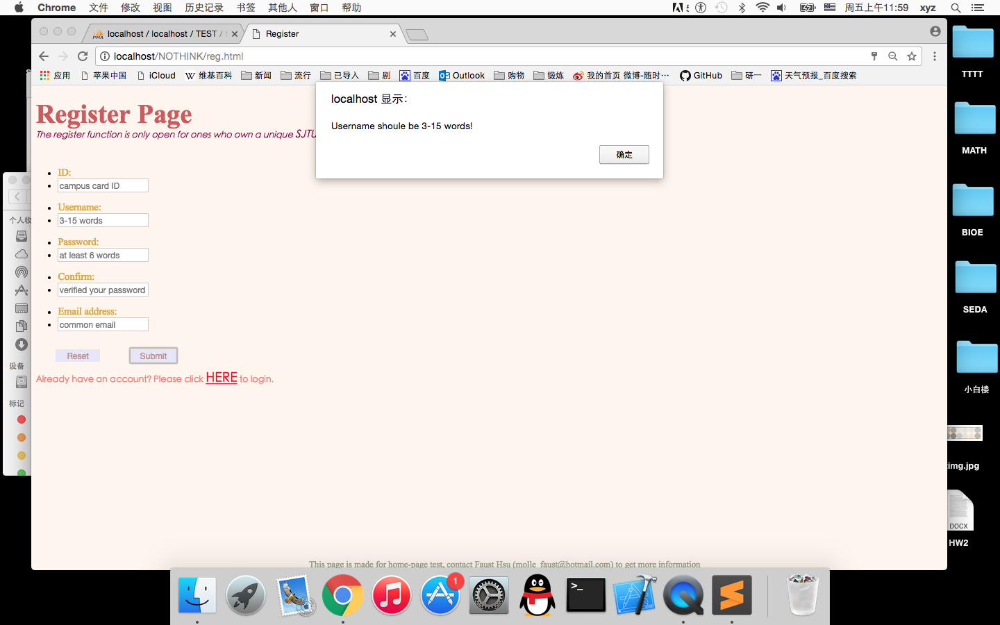 Chrome 文件 修改 视图 历史记录 书签 其他人 窗口 帮助 周五上午11:59 xyz
localhost / localhost / TEST / Register
localhost/NOTHINK/reg.html
应用 苹果中国 iCloud 维基百科 新闻 流行 已导入 剧 百度 Outlook 购物 锻炼 我的首页 微博-随时… GitHub 研一 天气预报_百度搜索
localhost 显示：
Username shoule be 3-15 words!
确定
Register Page
The register function is only open for ones who own a unique SJTU
ID:
campus card ID
Username:
3-15 words
Password:
at least 6 words
Confirm:
verified your password
Email address:
common email
Reset Submit
Already have an account? Please click HERE to login.
This page is made for home-page test, contact Faust Hsu (molle_faust@hotmail.com) to get more information
个人收
设备
标记
TTTT
MATH
BIOE
SEDA
小白楼
img.jpg
DOCX
HW2
1